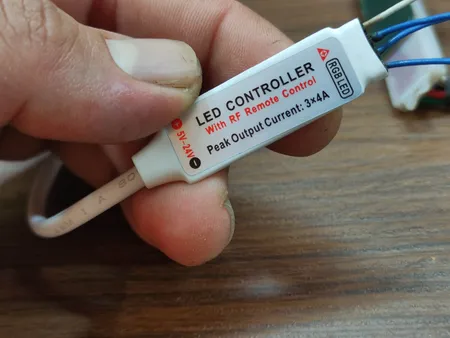 LED CONTROLLER
With RF Remote Control
Peak Output Current: 3×4A
RGB LED
+ 5V-24V -